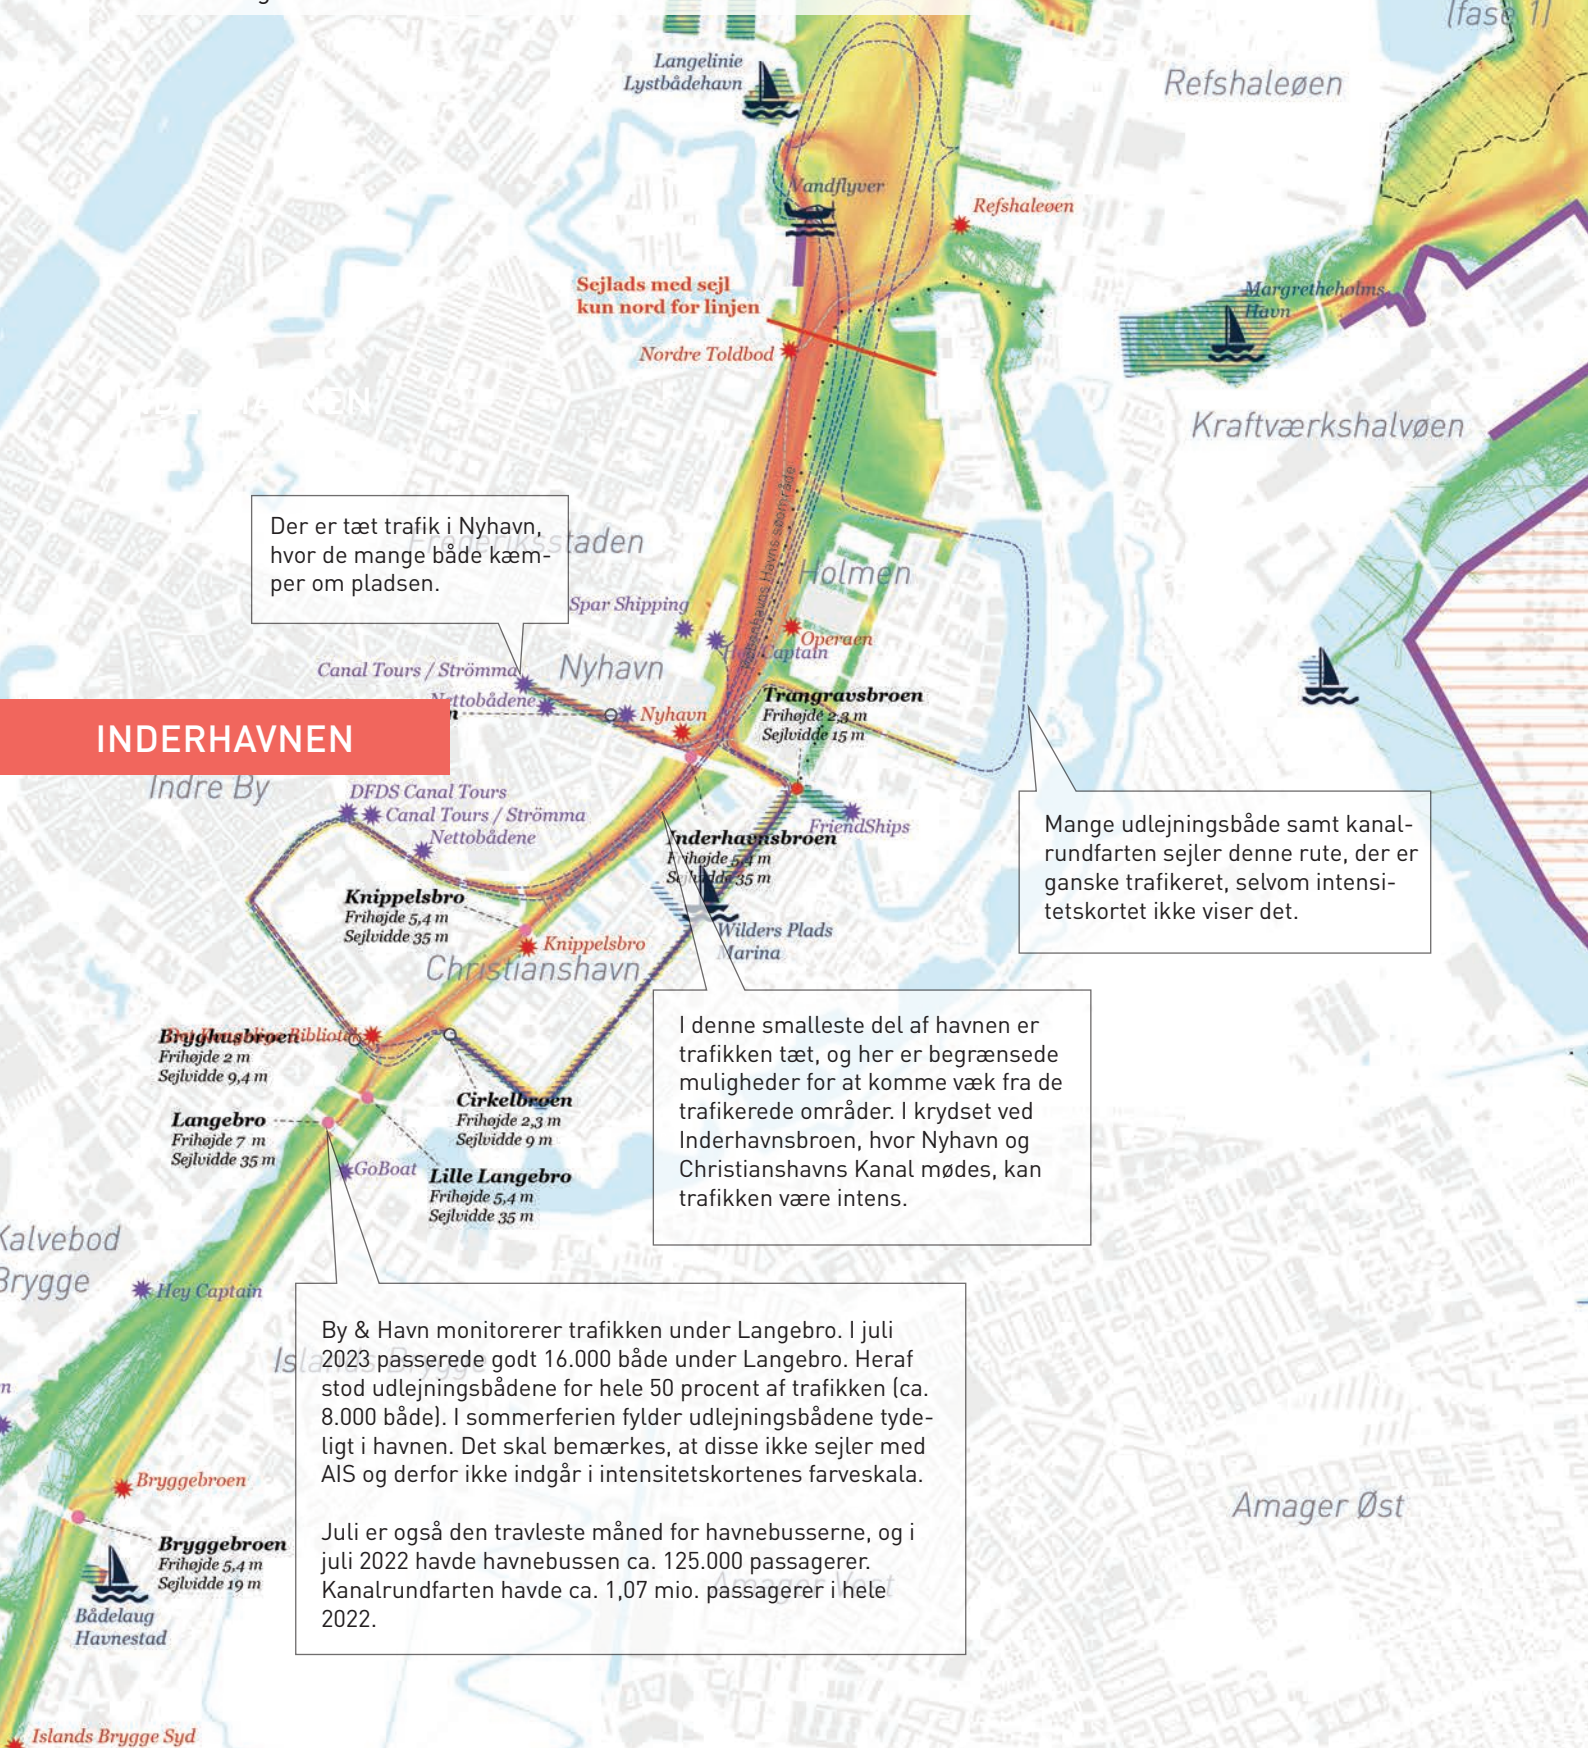 (fase 1)
Langelinie
Lystbådehavn
Refshaleøen
Vandflyver
Refshaleøen
Sejlads med sejl
kun nord for linjen
Margretheholms
Havn
Nordre Toldbod
Kraftværkshalvøen
Der er tæt trafik i Nyhavn,
hvor de mange både kæm-
per om pladsen.
Frederiksstaden
Københavns Havns søområde
Holmen
Spar Shipping
Operaen
Hey Captain
Nyhavn
Canal Tours / Strömma
Nettobådene
Nyhavn
Trangravsbroen
Frihøjde 2,3 m
Sejlvidde 15 m
INDERHAVNEN
Indre By
DFDS Canal Tours
Canal Tours / Strömma
Nettobådene
FriendShips
Inderhavnsbroen
Frihøjde 5,4 m
Sejlvidde 35 m
Mange udlejningsbåde samt kanal-
rundfarten sejler denne rute, der er
ganske trafikeret, selvom intensi-
tetskortet ikke viser det.
Knippelsbro
Frihøjde 5,4 m
Sejlvidde 35 m
Knippelsbro
Wilders Plads
Marina
Christianshavn
I denne smalleste del af havnen er
trafikken tæt, og her er begrænsede
muligheder for at komme væk fra de
trafikerede områder. I krydset ved
Inderhavnsbroen, hvor Nyhavn og
Christianshavns Kanal mødes, kan
trafikken være intens.
Det Kongelige Bibliotek
Bryghusbroen
Frihøjde 2 m
Sejlvidde 9,4 m
Cirkelbroen
Frihøjde 2,3 m
Sejlvidde 9 m
Langebro
Frihøjde 7 m
Sejlvidde 35 m
GoBoat
Lille Langebro
Frihøjde 5,4 m
Sejlvidde 35 m
Kalvebod
Brygge
Hey Captain
Islands Brygge
By & Havn monitorerer trafikken under Langebro. I juli
2023 passerede godt 16.000 både under Langebro. Heraf
stod udlejningsbådene for hele 50 procent af trafikken (ca.
8.000 både). I sommerferien fylder udlejningsbådene tyde-
ligt i havnen. Det skal bemærkes, at disse ikke sejler med
AIS og derfor ikke indgår i intensitetskortenes farveskala.
Juli er også den travleste måned for havnebusserne, og i
juli 2022 havde havnebussen ca. 125.000 passagerer.
Kanalrundfarten havde ca. 1,07 mio. passagerer i hele
2022.
Amager Vest
Amager Øst
Bryggebroen
Bryggebroen
Frihøjde 5,4 m
Sejlvidde 19 m
Bådelaug
Havnestad
Islands Brygge Syd